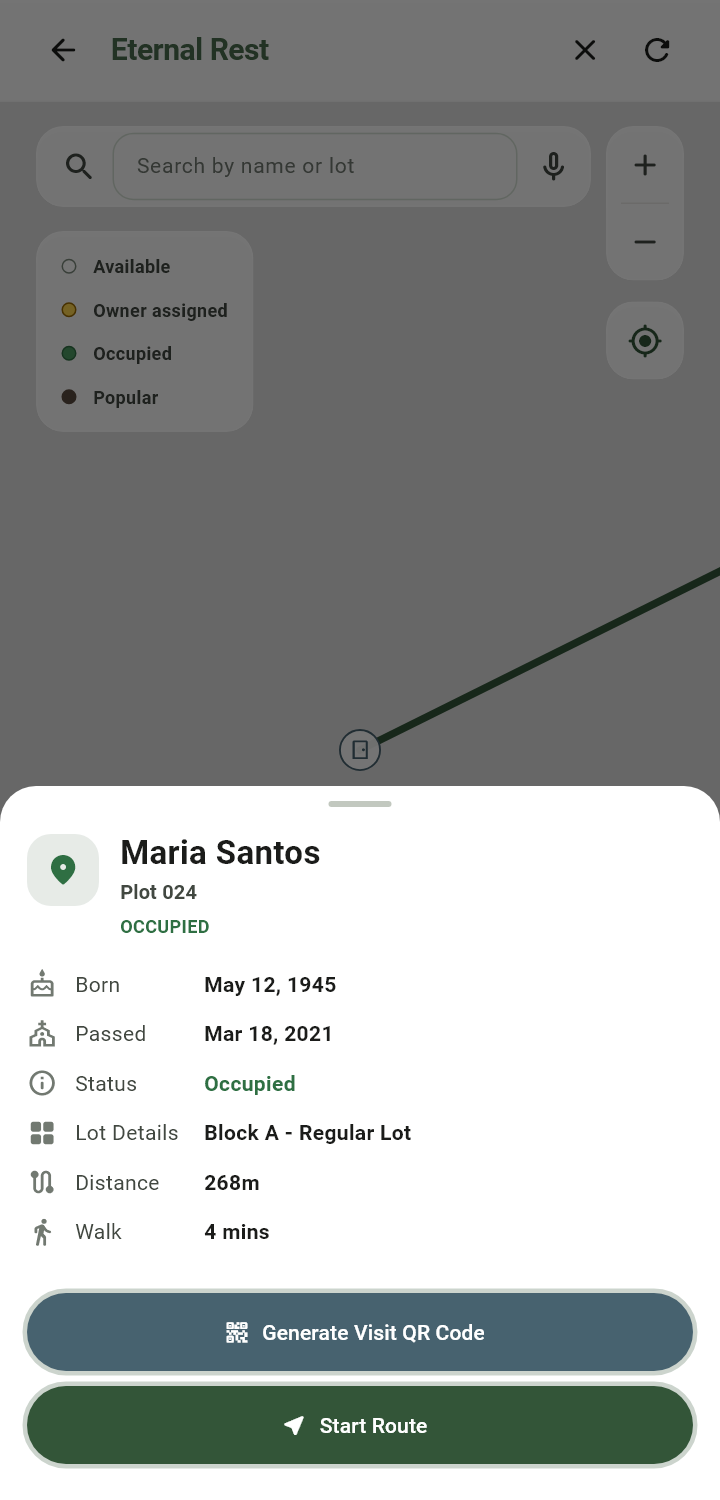 Eternal Rest
Search by name or lot
Available
Owner assigned
Occupied
Popular
Maria Santos
Plot 024
OCCUPIED
Born May 12, 1945
Passed Mar 18, 2021
Status Occupied
Lot Details Block A - Regular Lot
Distance 268m
Walk 4 mins
Generate Visit QR Code
Start Route